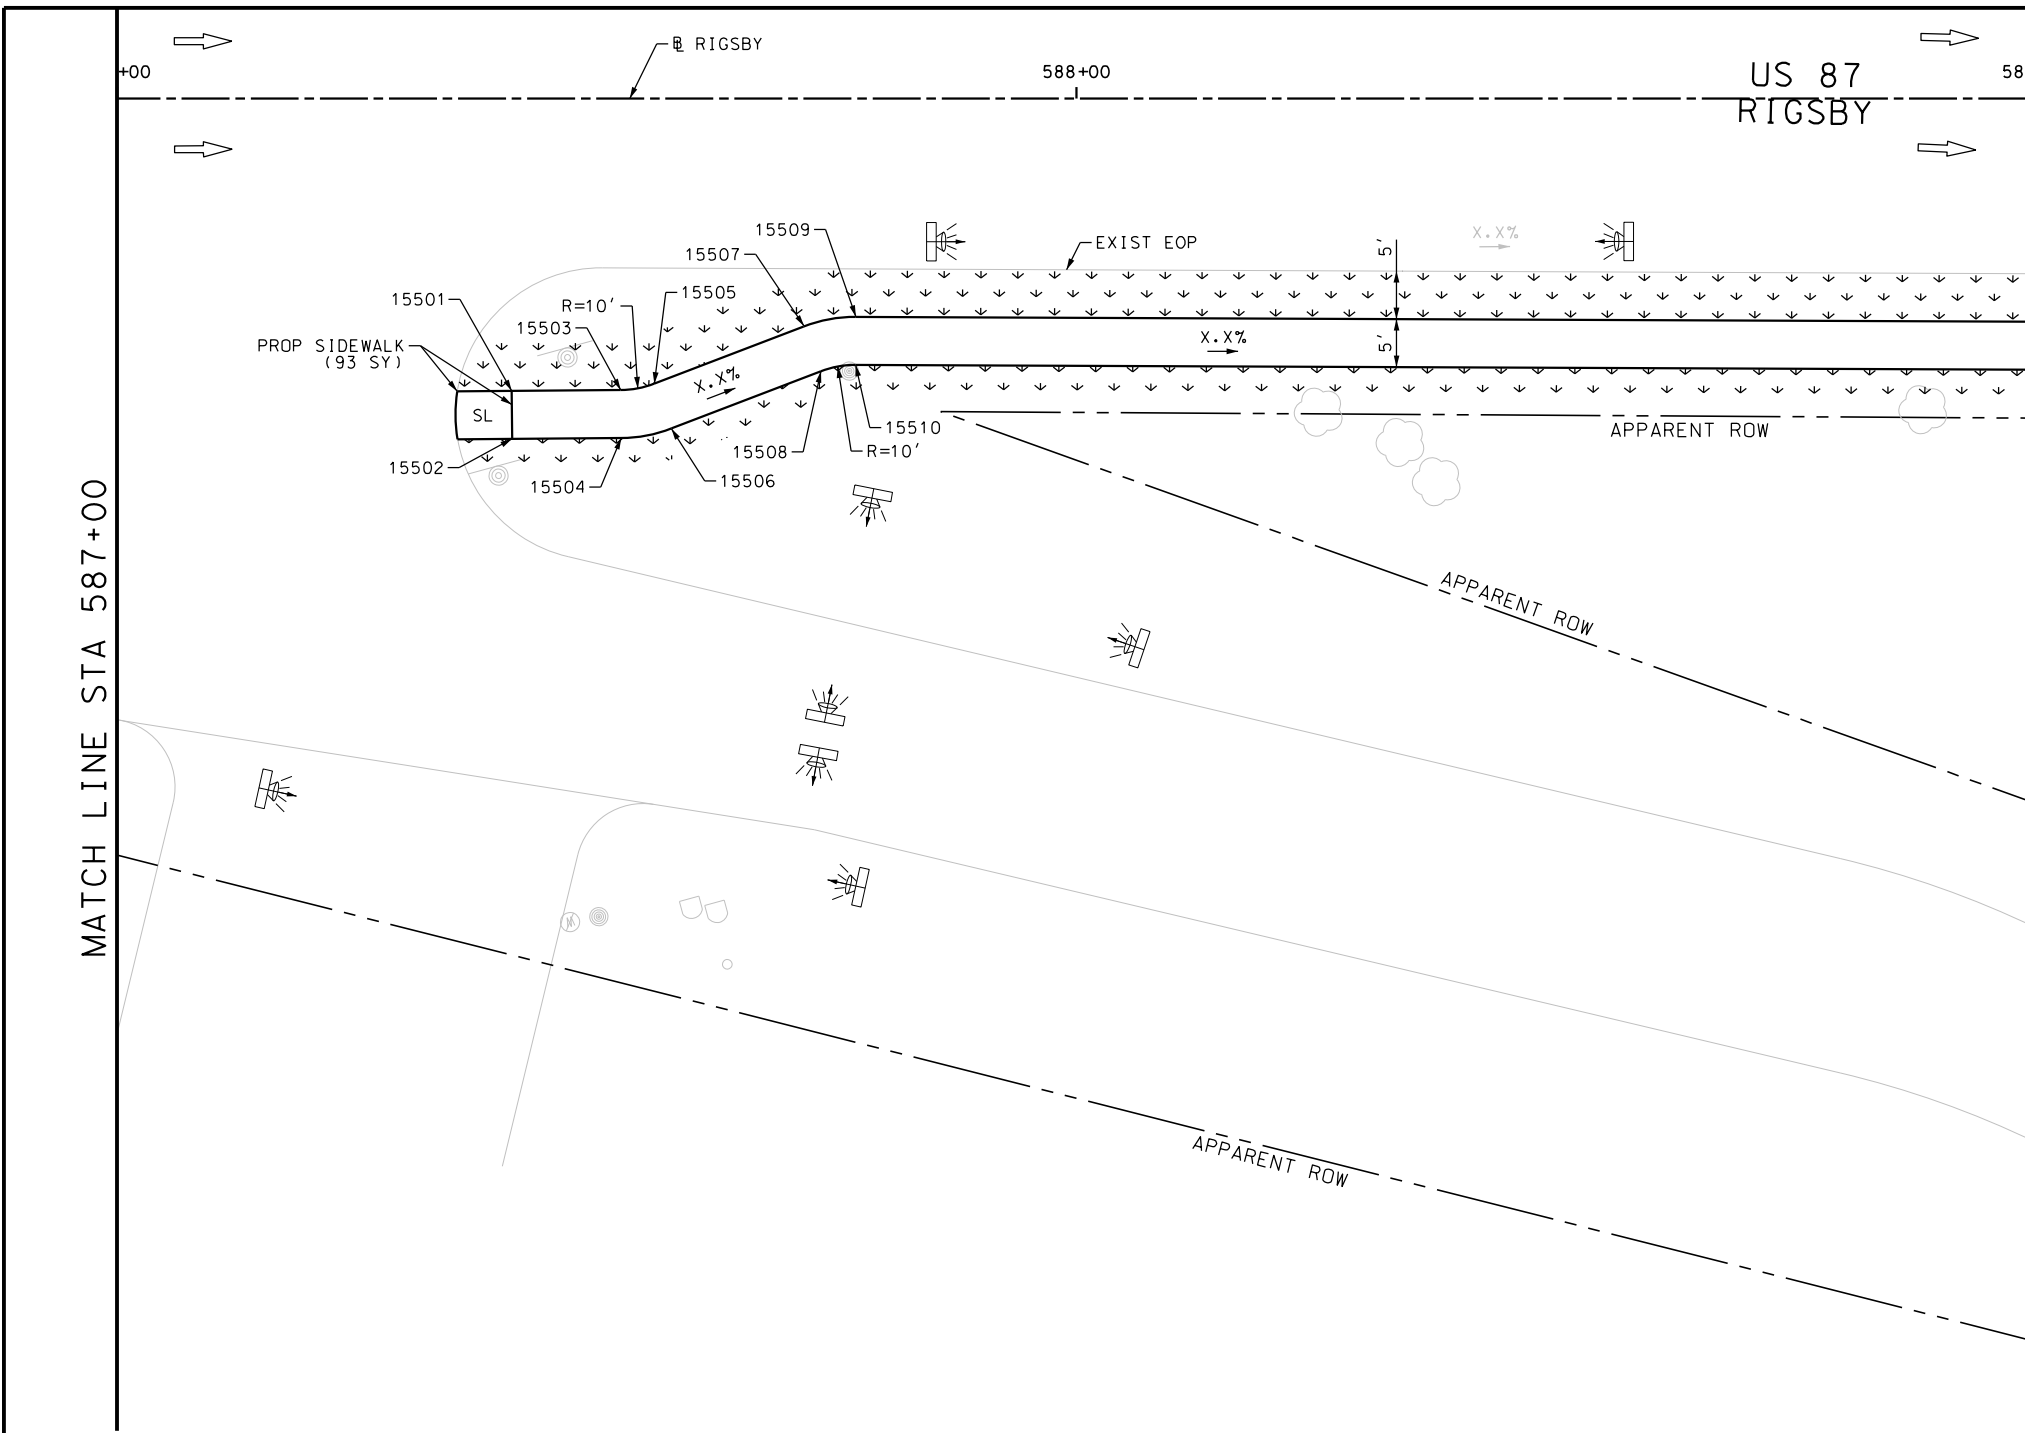 ℄ RIGSBY
+00
588+00
58
US 87
RIGSBY
15509
15507
EXIST EOP
5'
X.X%
15501
R=10'
15505
15503
PROP SIDEWALK
(93 SY)
X.X%
5'
X.X%
SL
15510
APPARENT ROW
15502
15508
R=10'
15504
15506
MATCH LINE STA 587+00
APPARENT ROW
APPARENT ROW